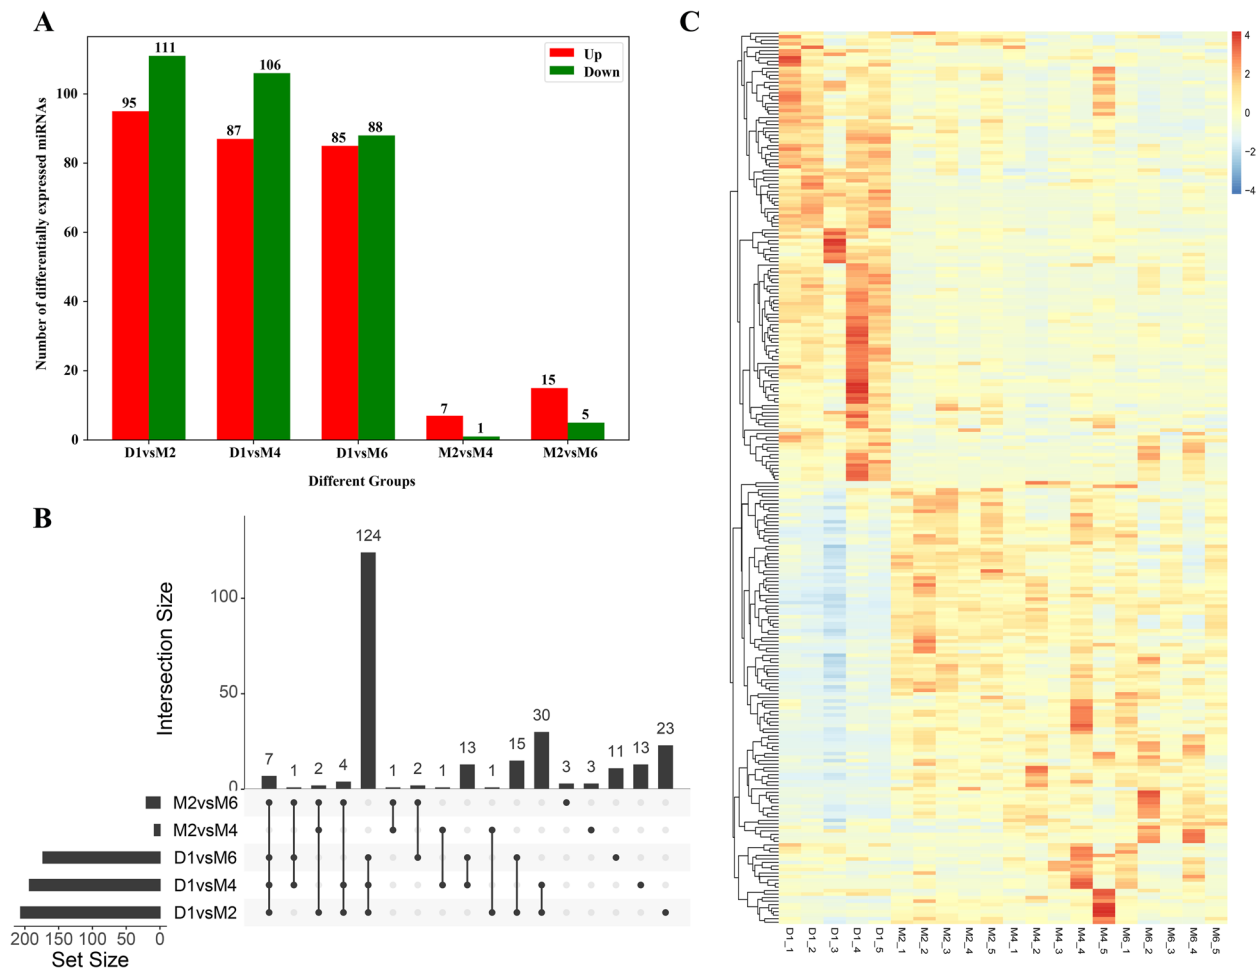 A
Number of differentially expressed miRNAs
100
80
60
40
20
0
95
111
87
106
85
88
7
1
15
5
Up
Down
D1vsM2
D1vsM4
D1vsM6
M2vsM4
M2vsM6
Different Groups
B
Intersection Size
100
50
0
7
1
2
4
124
1
2
1
13
1
15
30
3
3
11
13
23
M2vsM6
M2vsM4
D1vsM6
D1vsM4
D1vsM2
200 150 100 50 0
Set Size
C
4
2
0
−2
−4
D1_1
D1_2
D1_3
D1_4
D1_5
M2_1
M2_2
M2_3
M2_4
M2_5
M4_1
M4_2
M4_3
M4_4
M4_5
M6_1
M6_2
M6_3
M6_4
M6_5